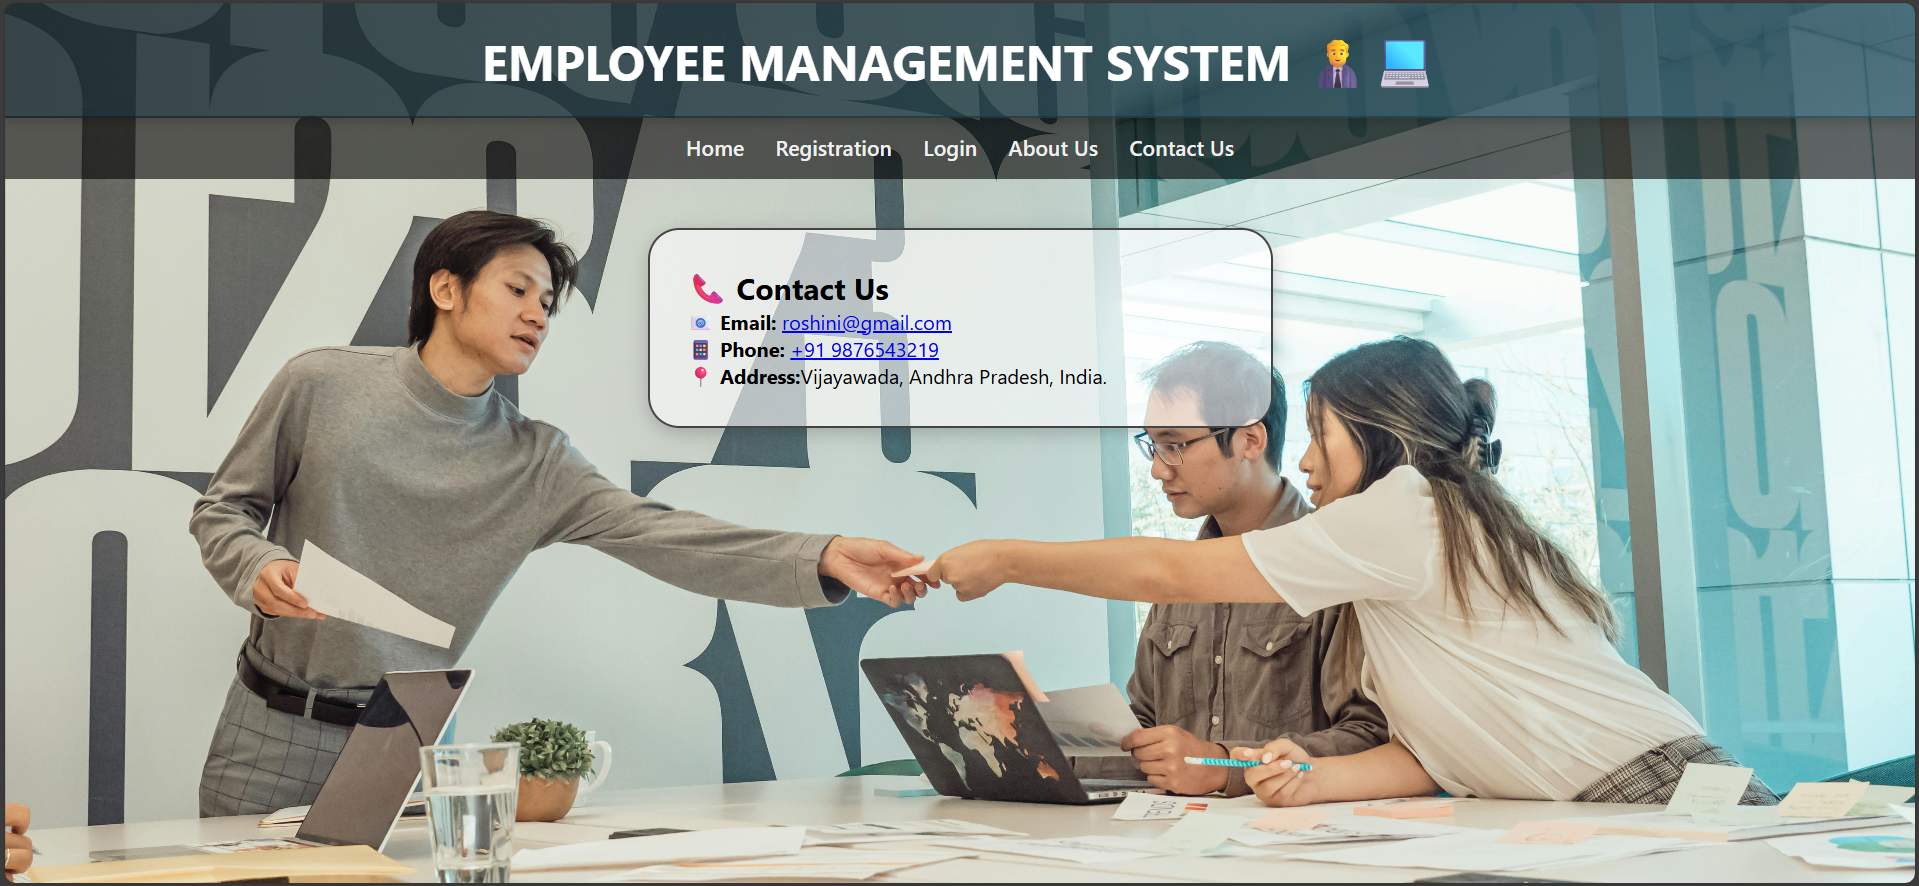 EMPLOYEE MANAGEMENT SYSTEM
Home Registration Login About Us Contact Us
Contact Us
Email: roshini@gmail.com
Phone: +91 9876543219
Address:Vijayawada, Andhra Pradesh, India.